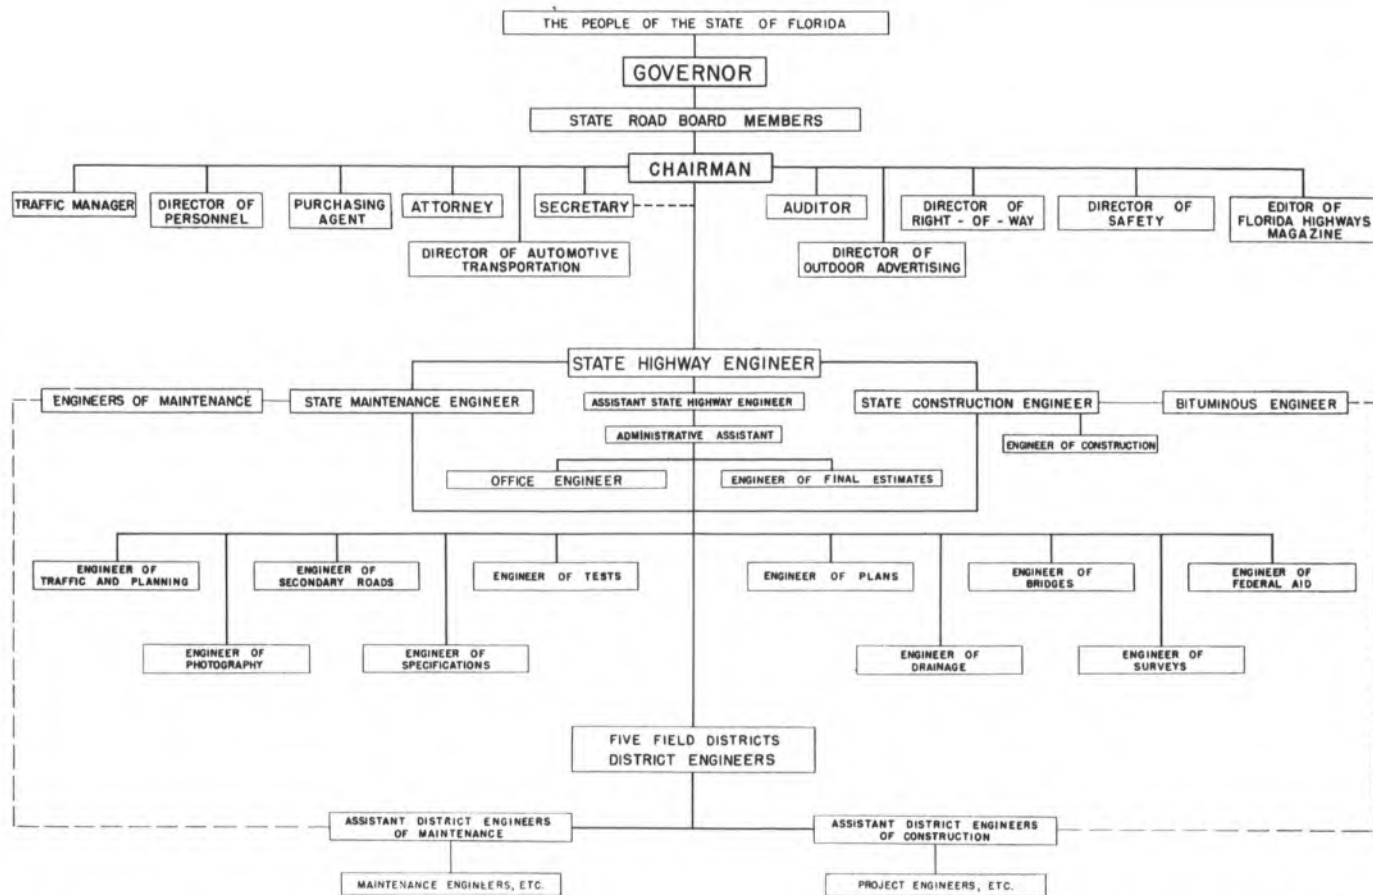 THE PEOPLE OF THE STATE OF FLORIDA
GOVERNOR
STATE ROAD BOARD MEMBERS
CHAIRMAN
TRAFFIC MANAGER
DIRECTOR OF
PERSONNEL
PURCHASING
AGENT
ATTORNEY
SECRETARY
AUDITOR
DIRECTOR OF
RIGHT - OF - WAY
DIRECTOR OF
SAFETY
EDITOR OF
FLORIDA HIGHWAYS
MAGAZINE
DIRECTOR OF AUTOMOTIVE
TRANSPORTATION
DIRECTOR OF
OUTDOOR ADVERTISING
STATE HIGHWAY ENGINEER
ENGINEERS OF MAINTENANCE
STATE MAINTENANCE ENGINEER
ASSISTANT STATE HIGHWAY ENGINEER
STATE CONSTRUCTION ENGINEER
BITUMINOUS ENGINEER
ADMINISTRATIVE ASSISTANT
ENGINEER OF CONSTRUCTION
OFFICE ENGINEER
ENGINEER OF FINAL ESTIMATES
ENGINEER OF
TRAFFIC AND PLANNING
ENGINEER OF
SECONDARY ROADS
ENGINEER OF TESTS
ENGINEER OF PLANS
ENGINEER OF
BRIDGES
ENGINEER OF
FEDERAL AID
ENGINEER OF
PHOTOGRAPHY
ENGINEER OF
SPECIFICATIONS
ENGINEER OF
DRAINAGE
ENGINEER OF
SURVEYS
FIVE FIELD DISTRICTS
DISTRICT ENGINEERS
ASSISTANT DISTRICT ENGINEERS
OF MAINTENANCE
ASSISTANT DISTRICT ENGINEERS
OF CONSTRUCTION
MAINTENANCE ENGINEERS, ETC.
PROJECT ENGINEERS, ETC.